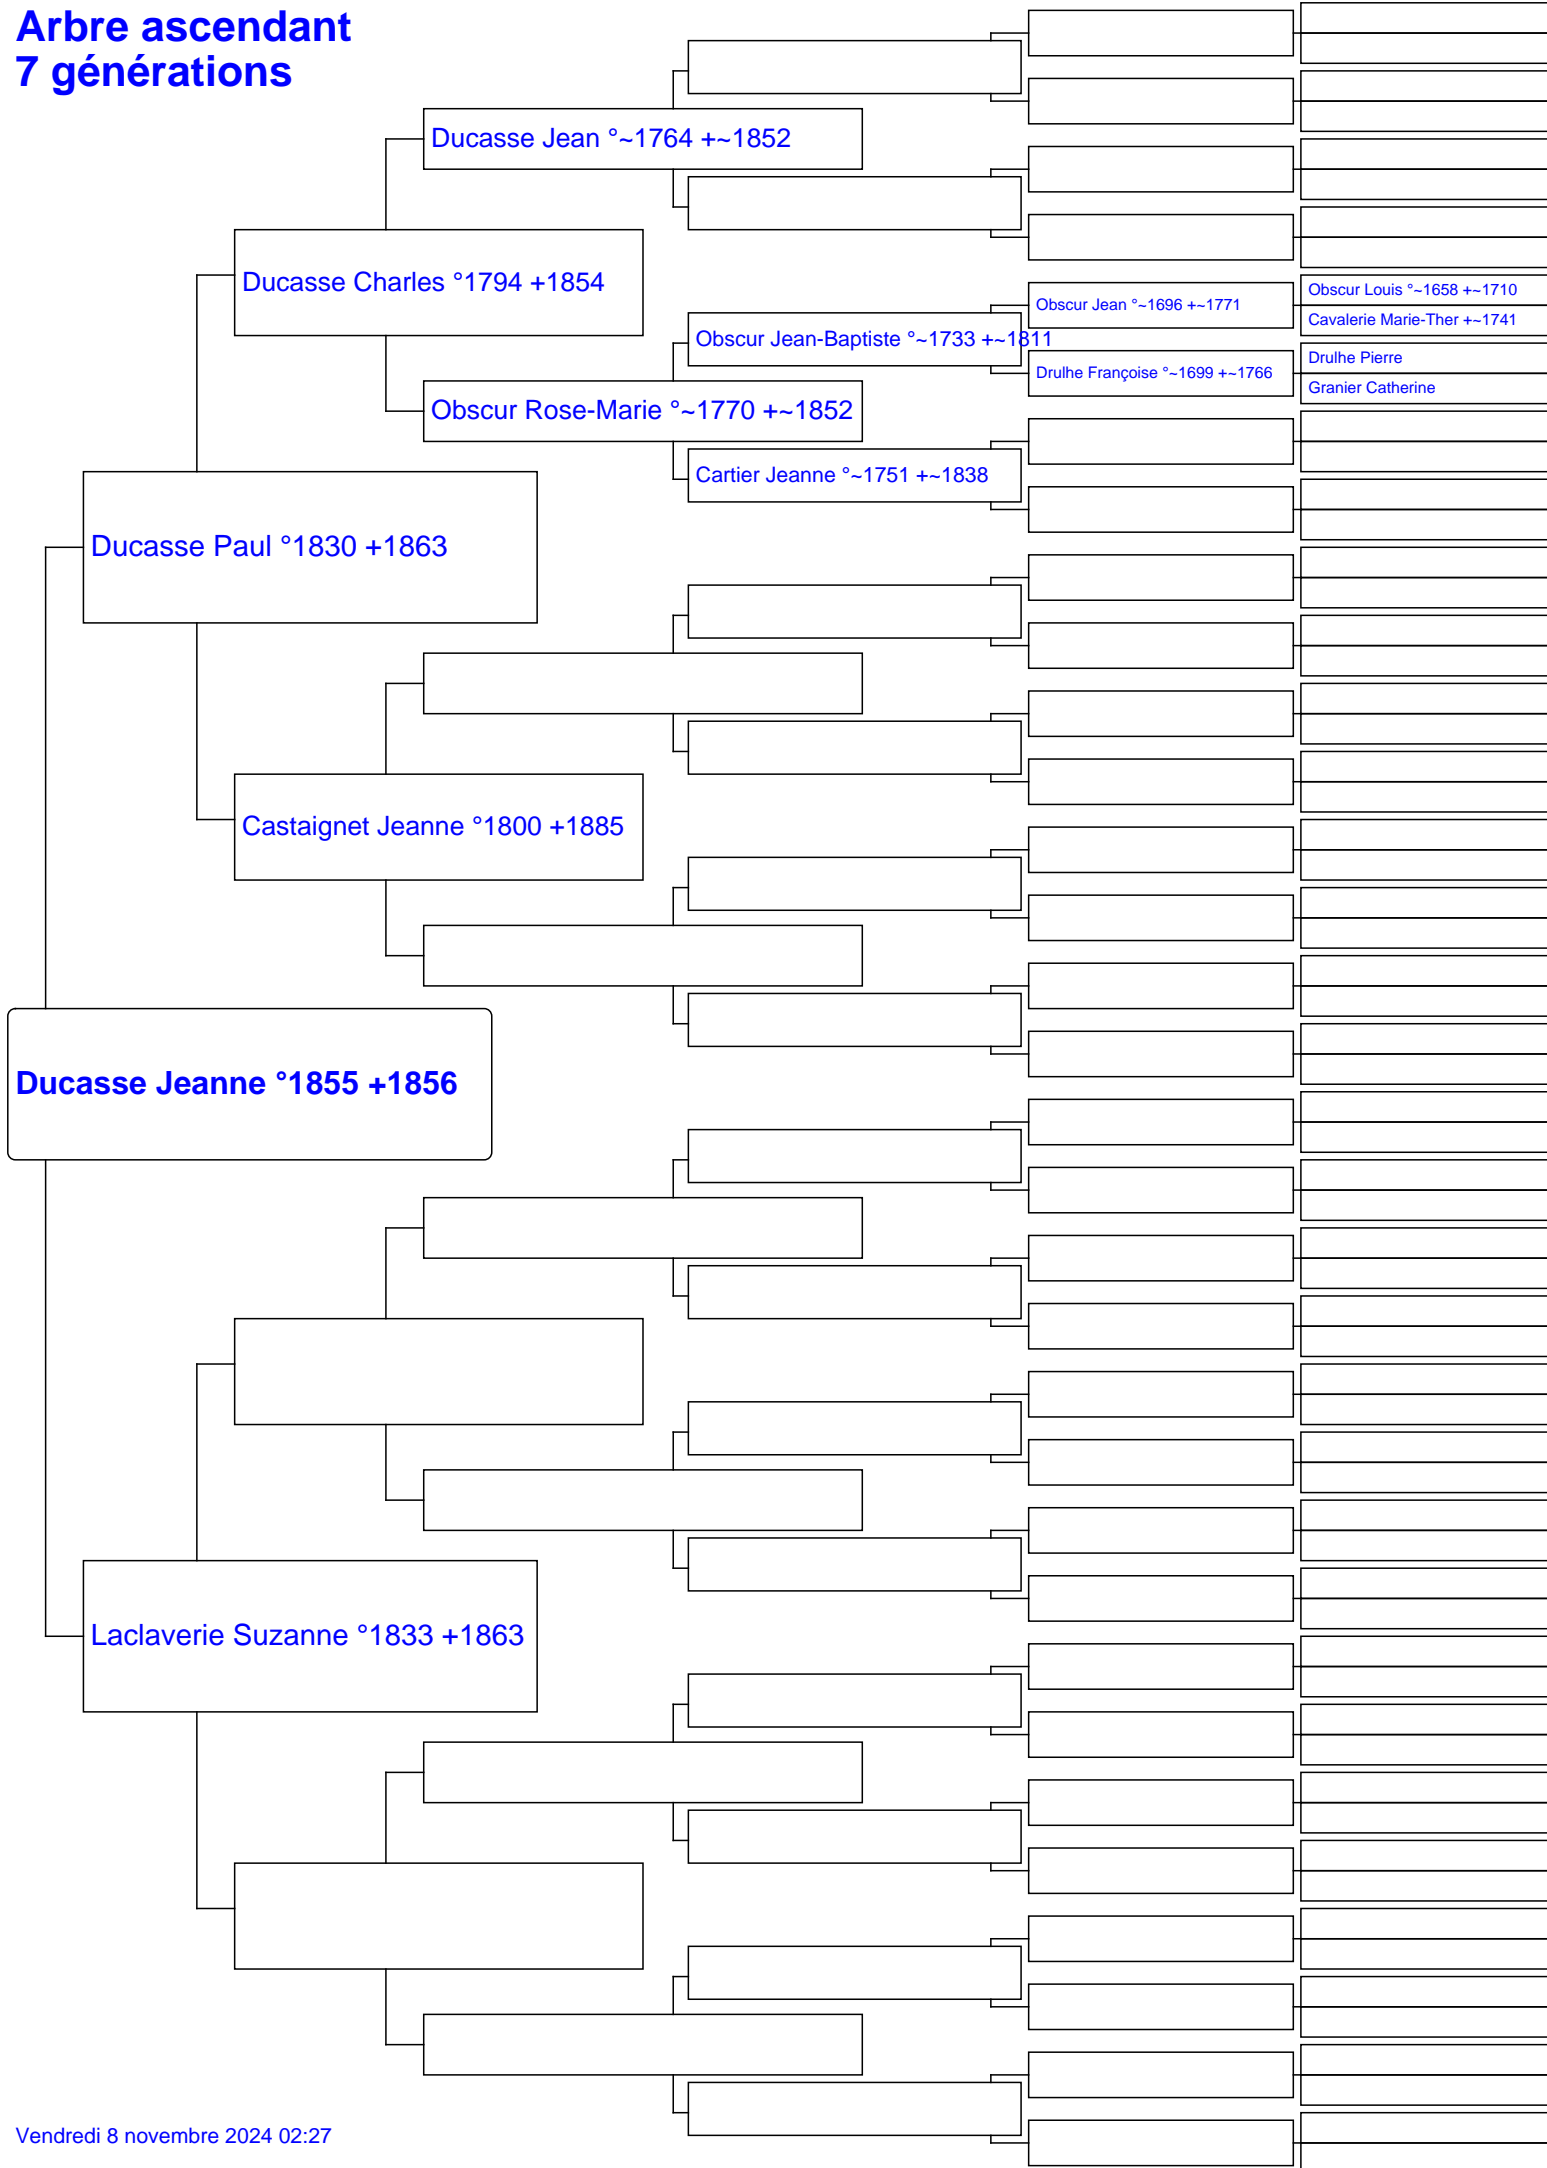 Arbre ascendant
7 générations
Ducasse Jean °~1764 +~1852
Ducasse Charles °1794 +1854
Obscur Louis °~1658 +~1710
Obscur Jean °~1696 +~1771
Cavalerie Marie-Ther +~1741
Obscur Jean-Baptiste °~1733 +~1811
Drulhe Pierre
Drulhe Françoise °~1699 +~1766
Granier Catherine
Obscur Rose-Marie °~1770 +~1852
Cartier Jeanne °~1751 +~1838
Ducasse Paul °1830 +1863
Castaignet Jeanne °1800 +1885
Ducasse Jeanne °1855 +1856
Laclaverie Suzanne °1833 +1863
Vendredi 8 novembre 2024 02:27